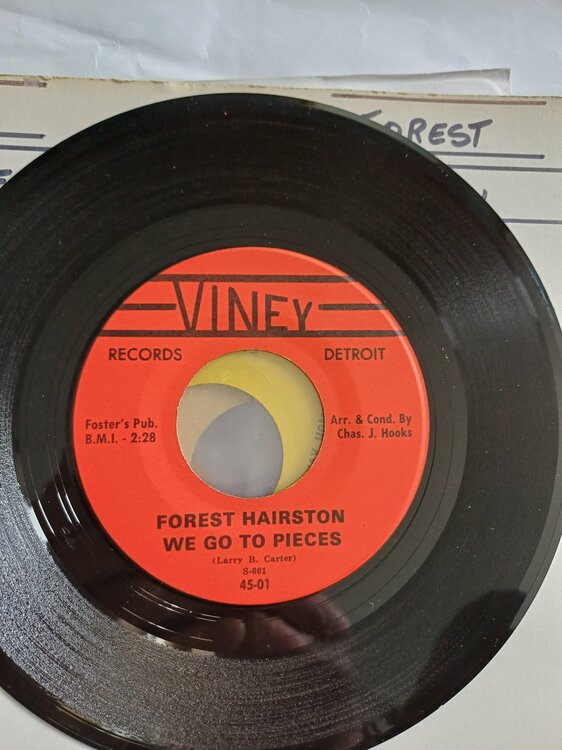 FOREST
VINEY
RECORDS DETROIT
Foster's Pub.
B.M.I. - 2:28
Arr. & Cond. By
Chas. J. Hooks
FOREST HAIRSTON
WE GO TO PIECES
(Larry B. Carter)
S-001
45-01